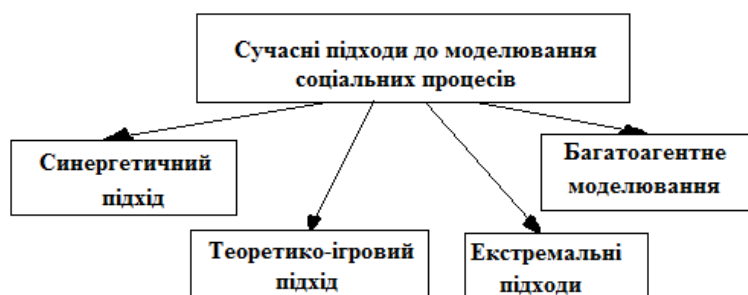 Сучасні підходи до моделювання
соціальних процесів
Синергетичний
підхід
Багатоагентне
моделювання
Теоретико-ігровий
підхід
Екстремальні
підходи